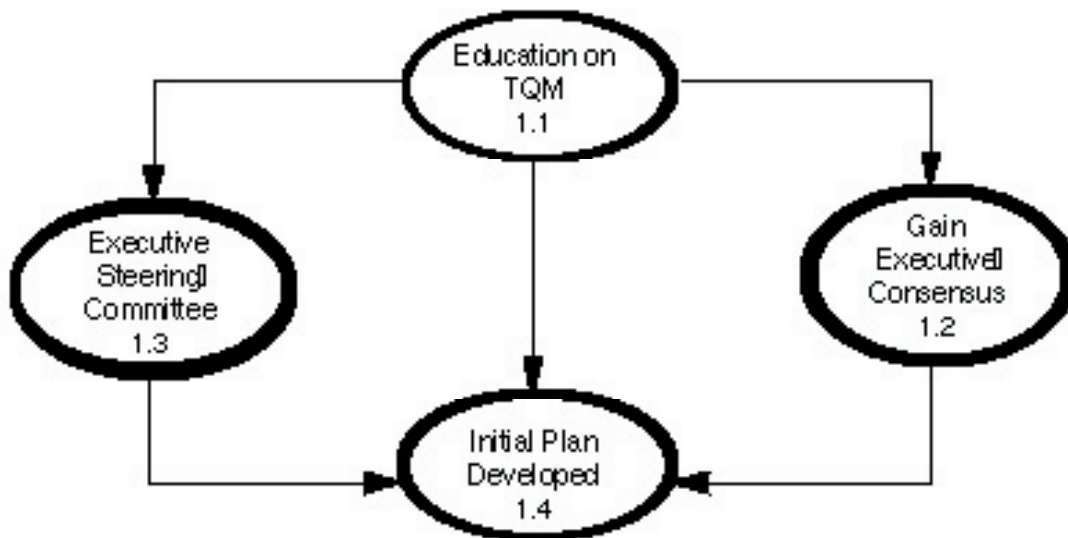 Education on
TQM
1.1
Executive
Steering▯
Committee
1.3
Gain
Executive▯
Consensus
1.2
Initial Plan
Developed
1.4